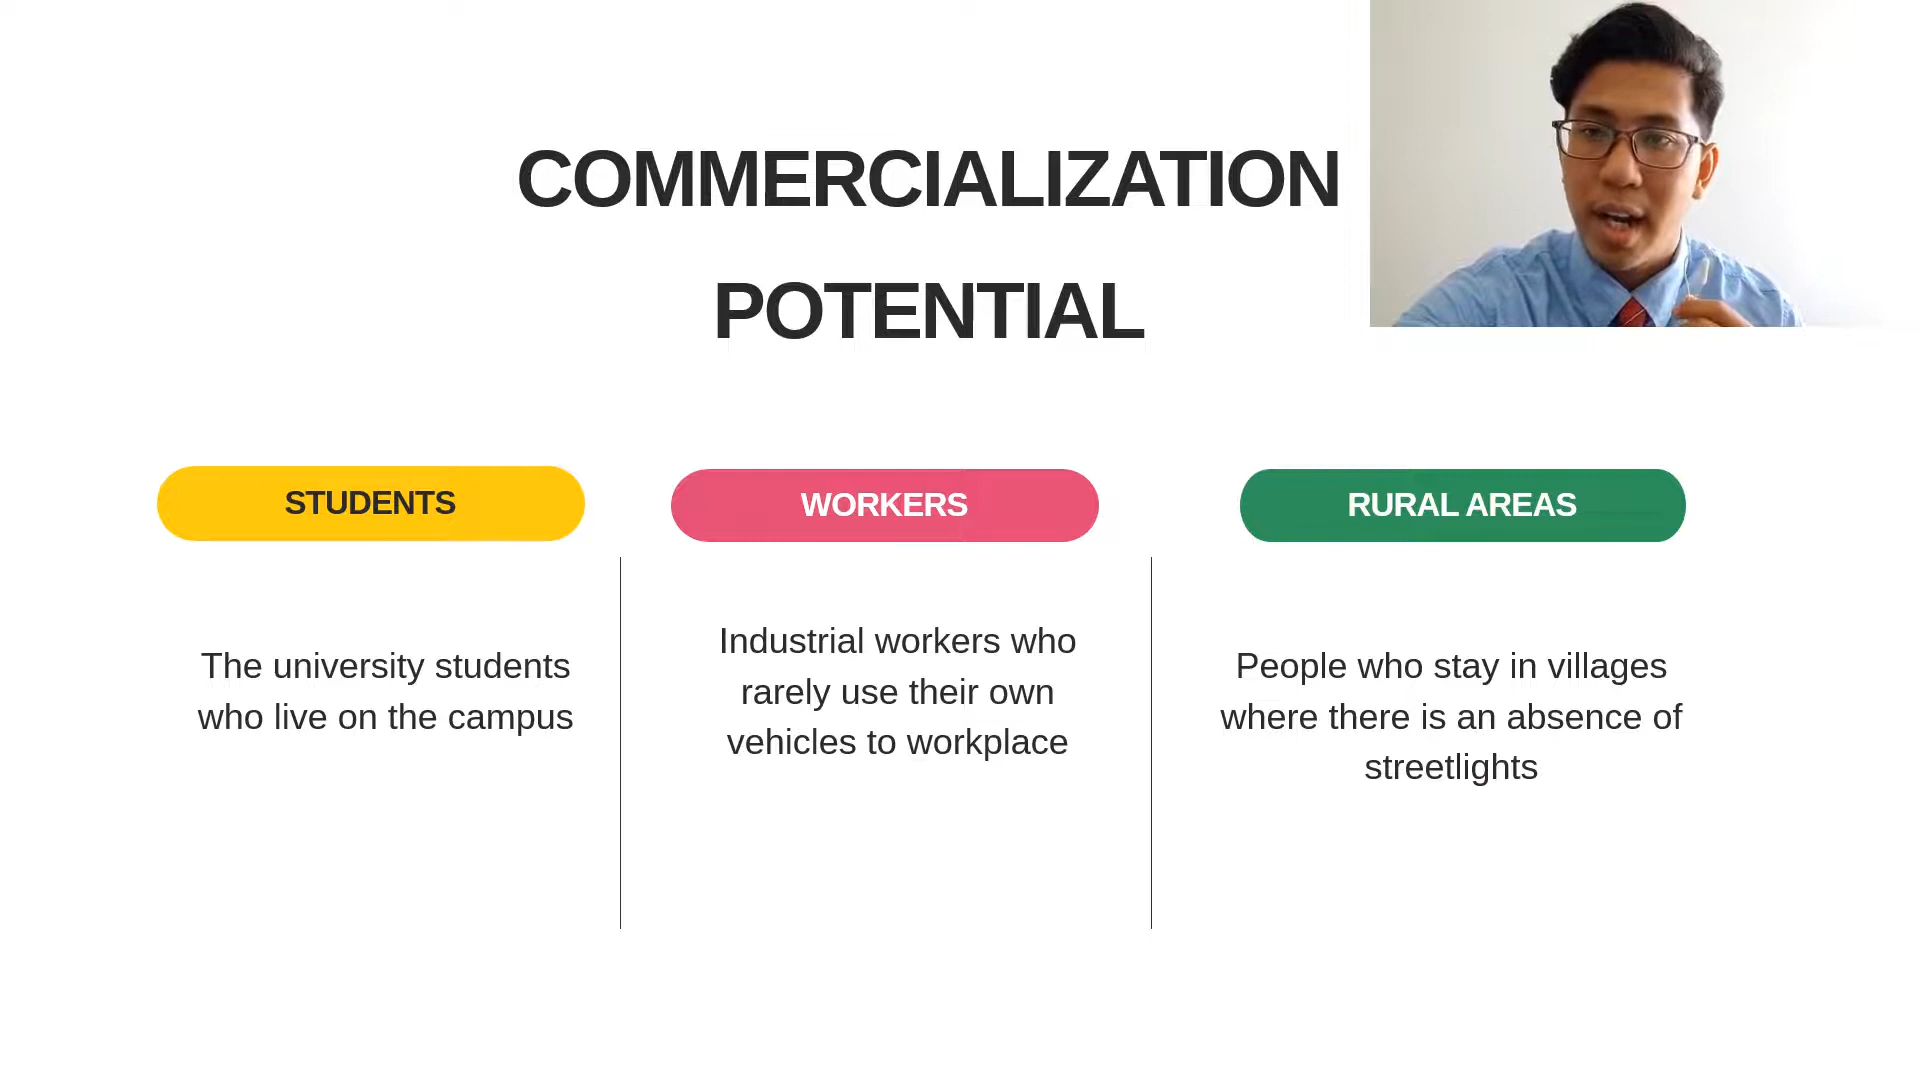 COMMERCIALIZATION
POTENTIAL
STUDENTS
The university students
who live on the campus
WORKERS
Industrial workers who
rarely use their own
vehicles to workplace
RURAL AREAS
People who stay in villages
where there is an absence of
streetlights